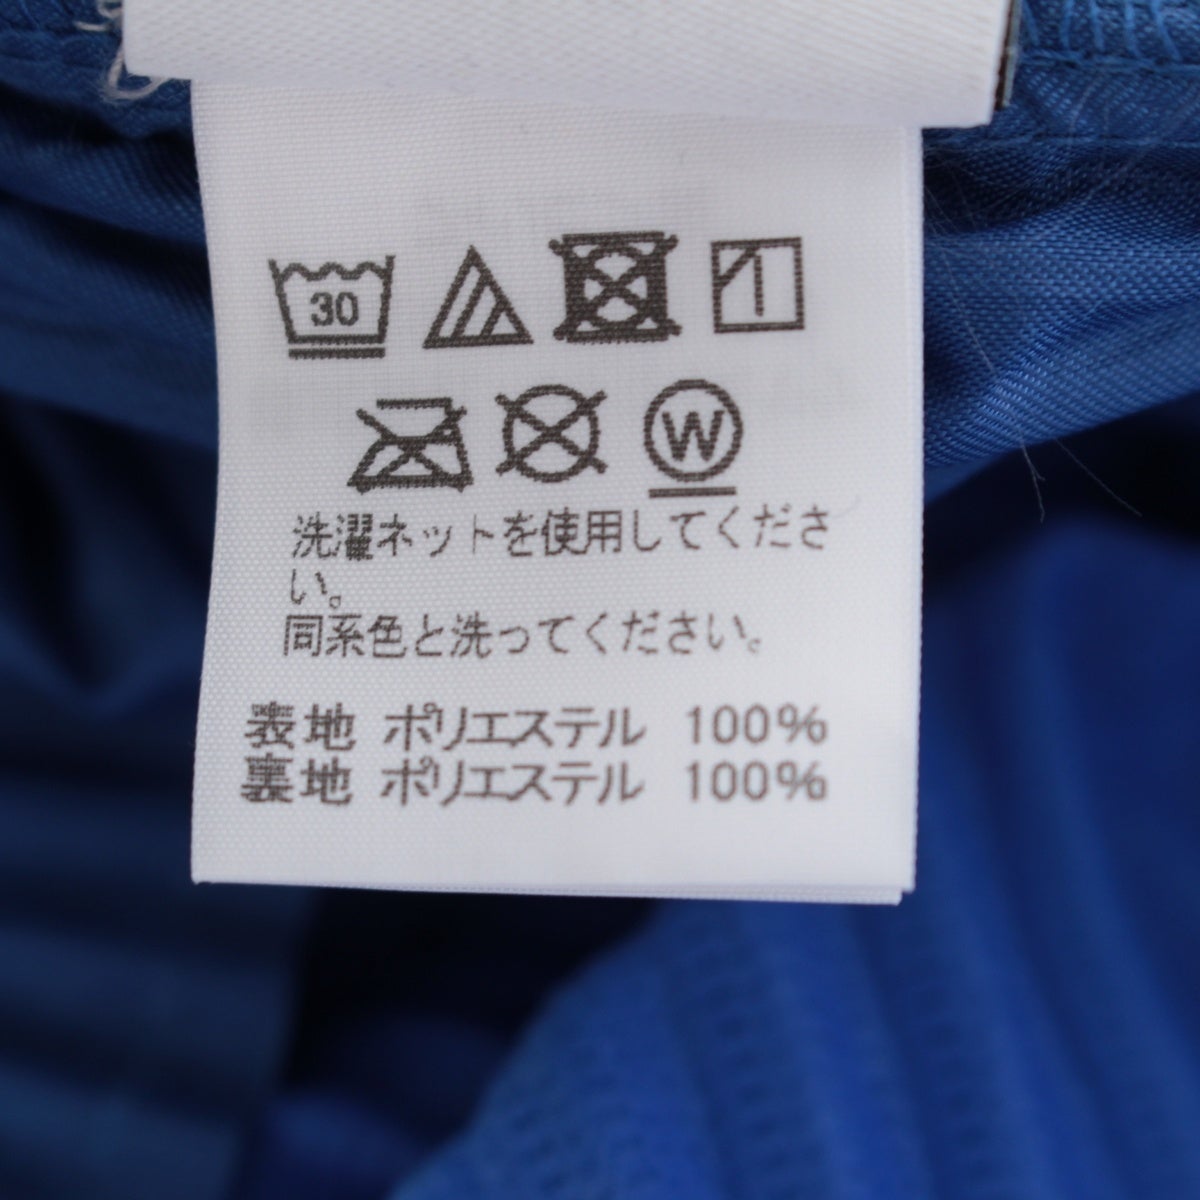 30
W
洗濯ネットを使用してくださ
い。
同系色と洗ってください。
表地 ポリエステル 100%
裏地 ポリエステル 100%